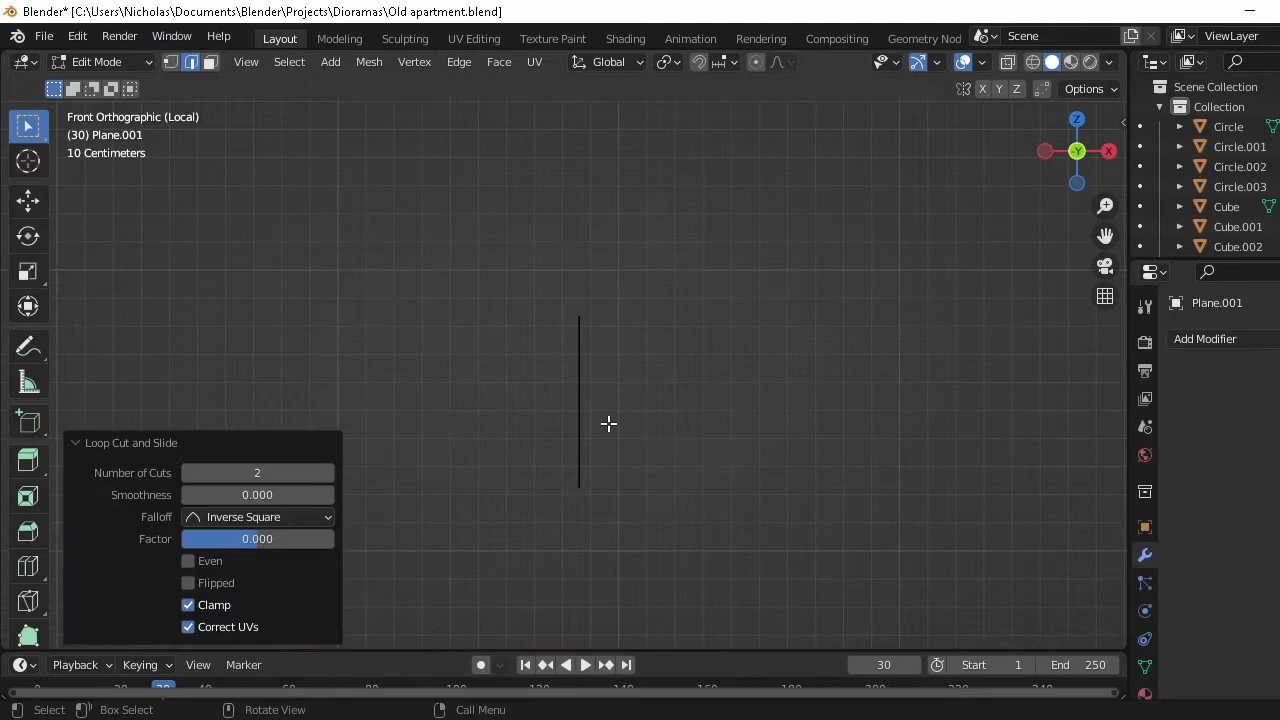 Blender* [C:\Users\Nicholas\Documents\Blender\Projects\Dioramas\Old apartment.blend]
File Edit Render Window Help Layout Modeling Sculpting UV Editing Texture Paint Shading Animation Rendering Compositing Geometry Nod Scene ViewLayer
Edit Mode View Select Add Mesh Vertex Edge Face UV Global
X Y Z Options
Front Orthographic (Local)
(30) Plane.001
10 Centimeters
Z
-Y X
Scene Collection
Collection
Circle
Circle.001
Circle.002
Circle.003
Cube
Cube.001
Cube.002
Plane.001
Add Modifier
Loop Cut and Slide
Number of Cuts 2
Smoothness 0.000
Falloff Inverse Square
Factor 0.000
Even
Flipped
Clamp
Correct UVs
Playback Keying View Marker 30 Start 1 End 250
Select Box Select Rotate View Call Menu